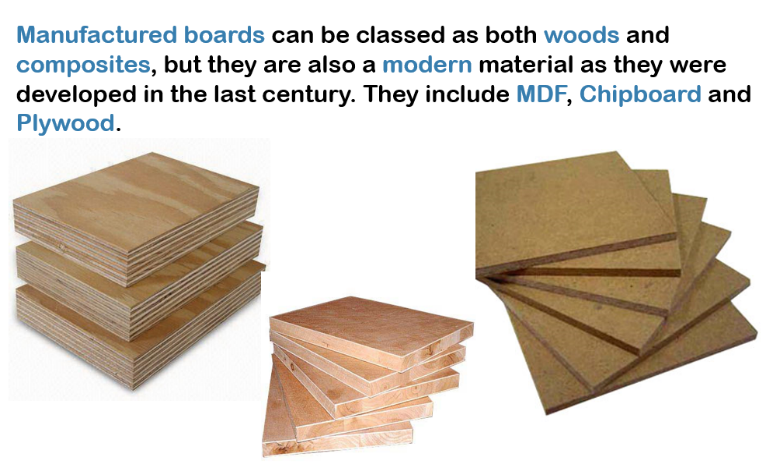 Manufactured boards can be classed as both woods and
composites, but they are also a modern material as they were
developed in the last century. They include MDF, Chipboard and
Plywood.